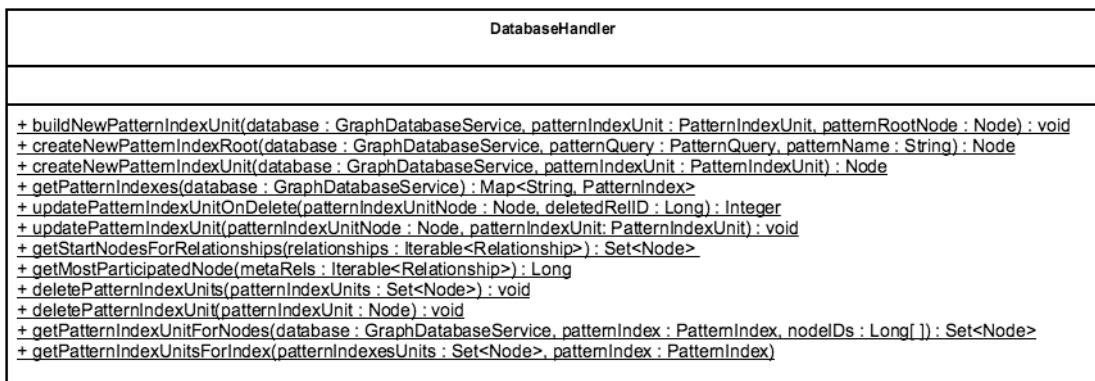 DatabaseHandler
+ buildNewPatternIndexUnit(database : GraphDatabaseService, patternIndexUnit : PatternIndexUnit, patternRootNode : Node) : void
+ createNewPatternIndexRoot(database : GraphDatabaseService, patternQuery : PatternQuery, patternName : String) : Node
+ createNewPatternIndexUnit(database : GraphDatabaseService, patternIndexUnit : PatternIndexUnit) : Node
+ getPatternIndexes(database : GraphDatabaseService) : Map<String, PatternIndex>
+ updatePatternIndexUnitOnDelete(patternIndexUnitNode : Node, deletedRelID : Long) : Integer
+ updatePatternIndexUnit(patternIndexUnitNode : Node, patternIndexUnit: PatternIndexUnit) : void
+ getStartNodesForRelationships(relationships : Iterable<Relationship>) : Set<Node>
+ getMostParticipatedNode(metaRels : Iterable<Relationship>) : Long
+ deletePatternIndexUnits(patternIndexUnits : Set<Node>) : void
+ deletePatternIndexUnit(patternIndexUnit : Node) : void
+ getPatternIndexUnitForNodes(database : GraphDatabaseService, patternIndex : PatternIndex, nodeIDs : Long[ ]) : Set<Node>
+ getPatternIndexUnitsForIndex(patternIndexesUnits : Set<Node>, patternIndex : PatternIndex)